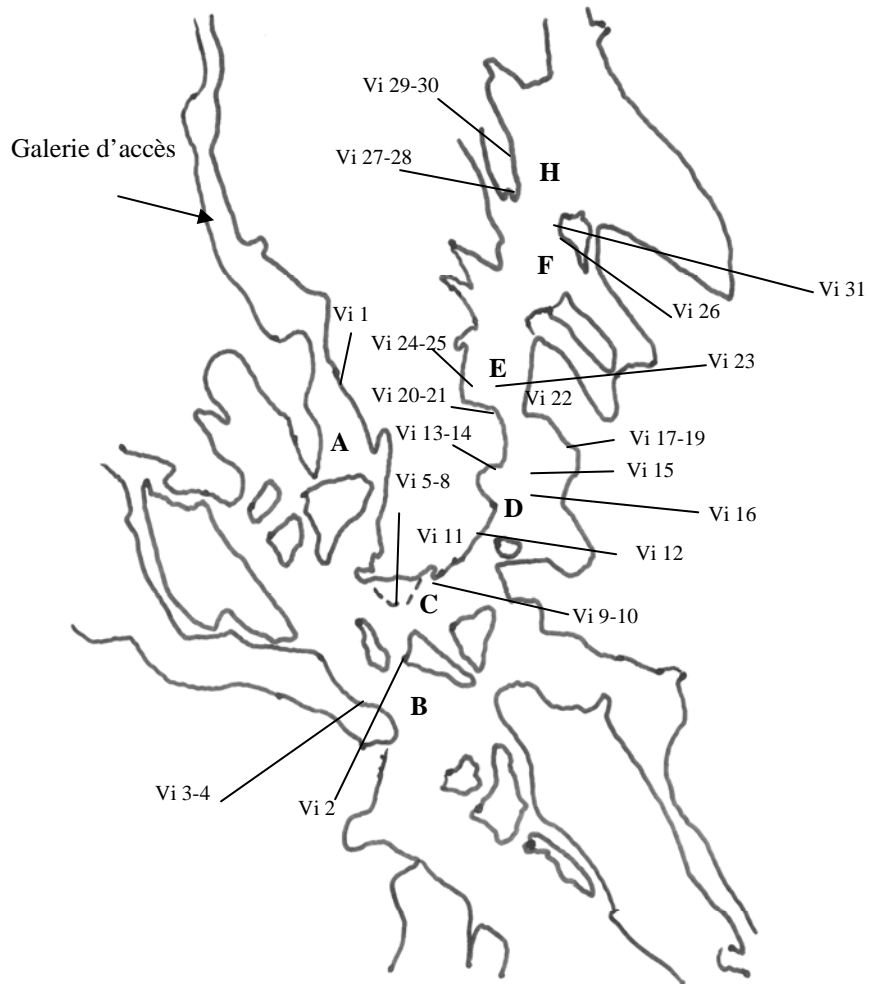 Vi 29-30
Galerie d’accès
Vi 27-28
H
F
Vi 31
Vi 26
Vi 1
Vi 24-25
E
Vi 23
Vi 20-21
Vi 22
A
Vi 13-14
Vi 17-19
Vi 15
Vi 5-8
D
Vi 16
Vi 11
Vi 12
C
Vi 9-10
B
Vi 3-4
Vi 2